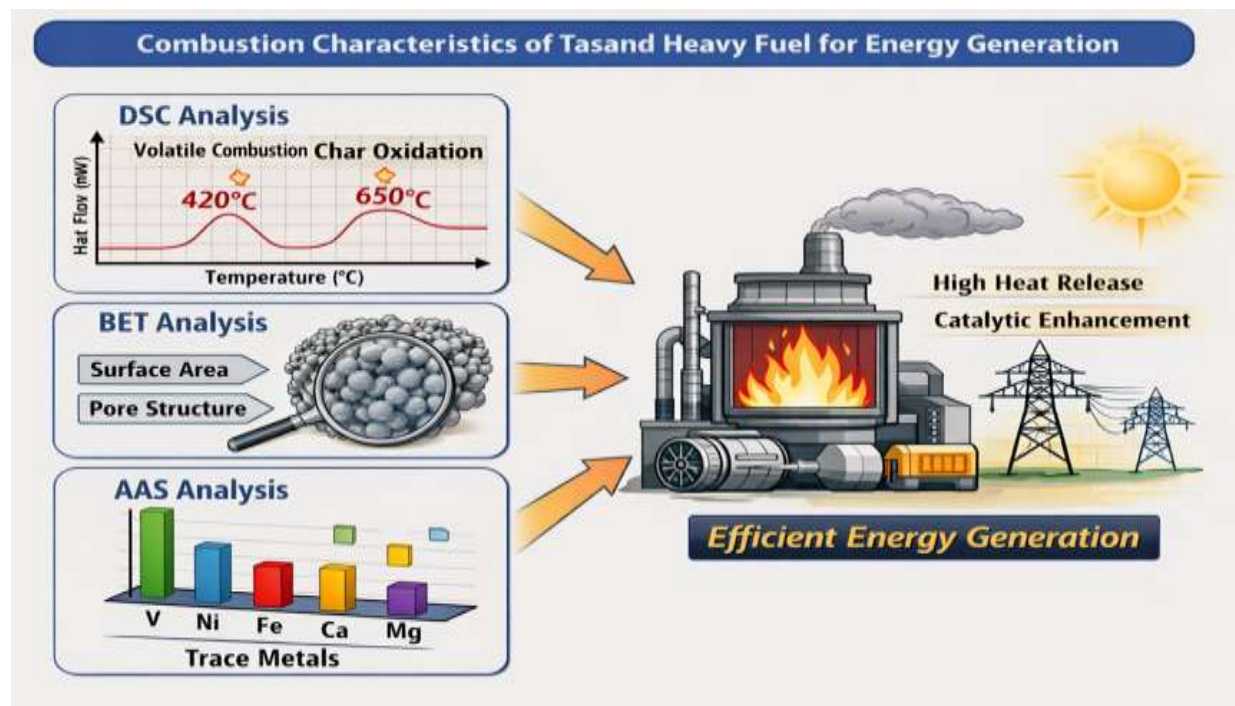 Combustion Characteristics of Tasand Heavy Fuel for Energy Generation
DSC Analysis
Volatile Combustion Char Oxidation
420°C 650°C
Hat Flov (nW)
Temperature (°C)
BET Analysis
Surface Area
Pore Structure
AAS Analysis
V Ni Fe Ca Mg
Trace Metals
High Heat Release
Catalytic Enhancement
Efficient Energy Generation